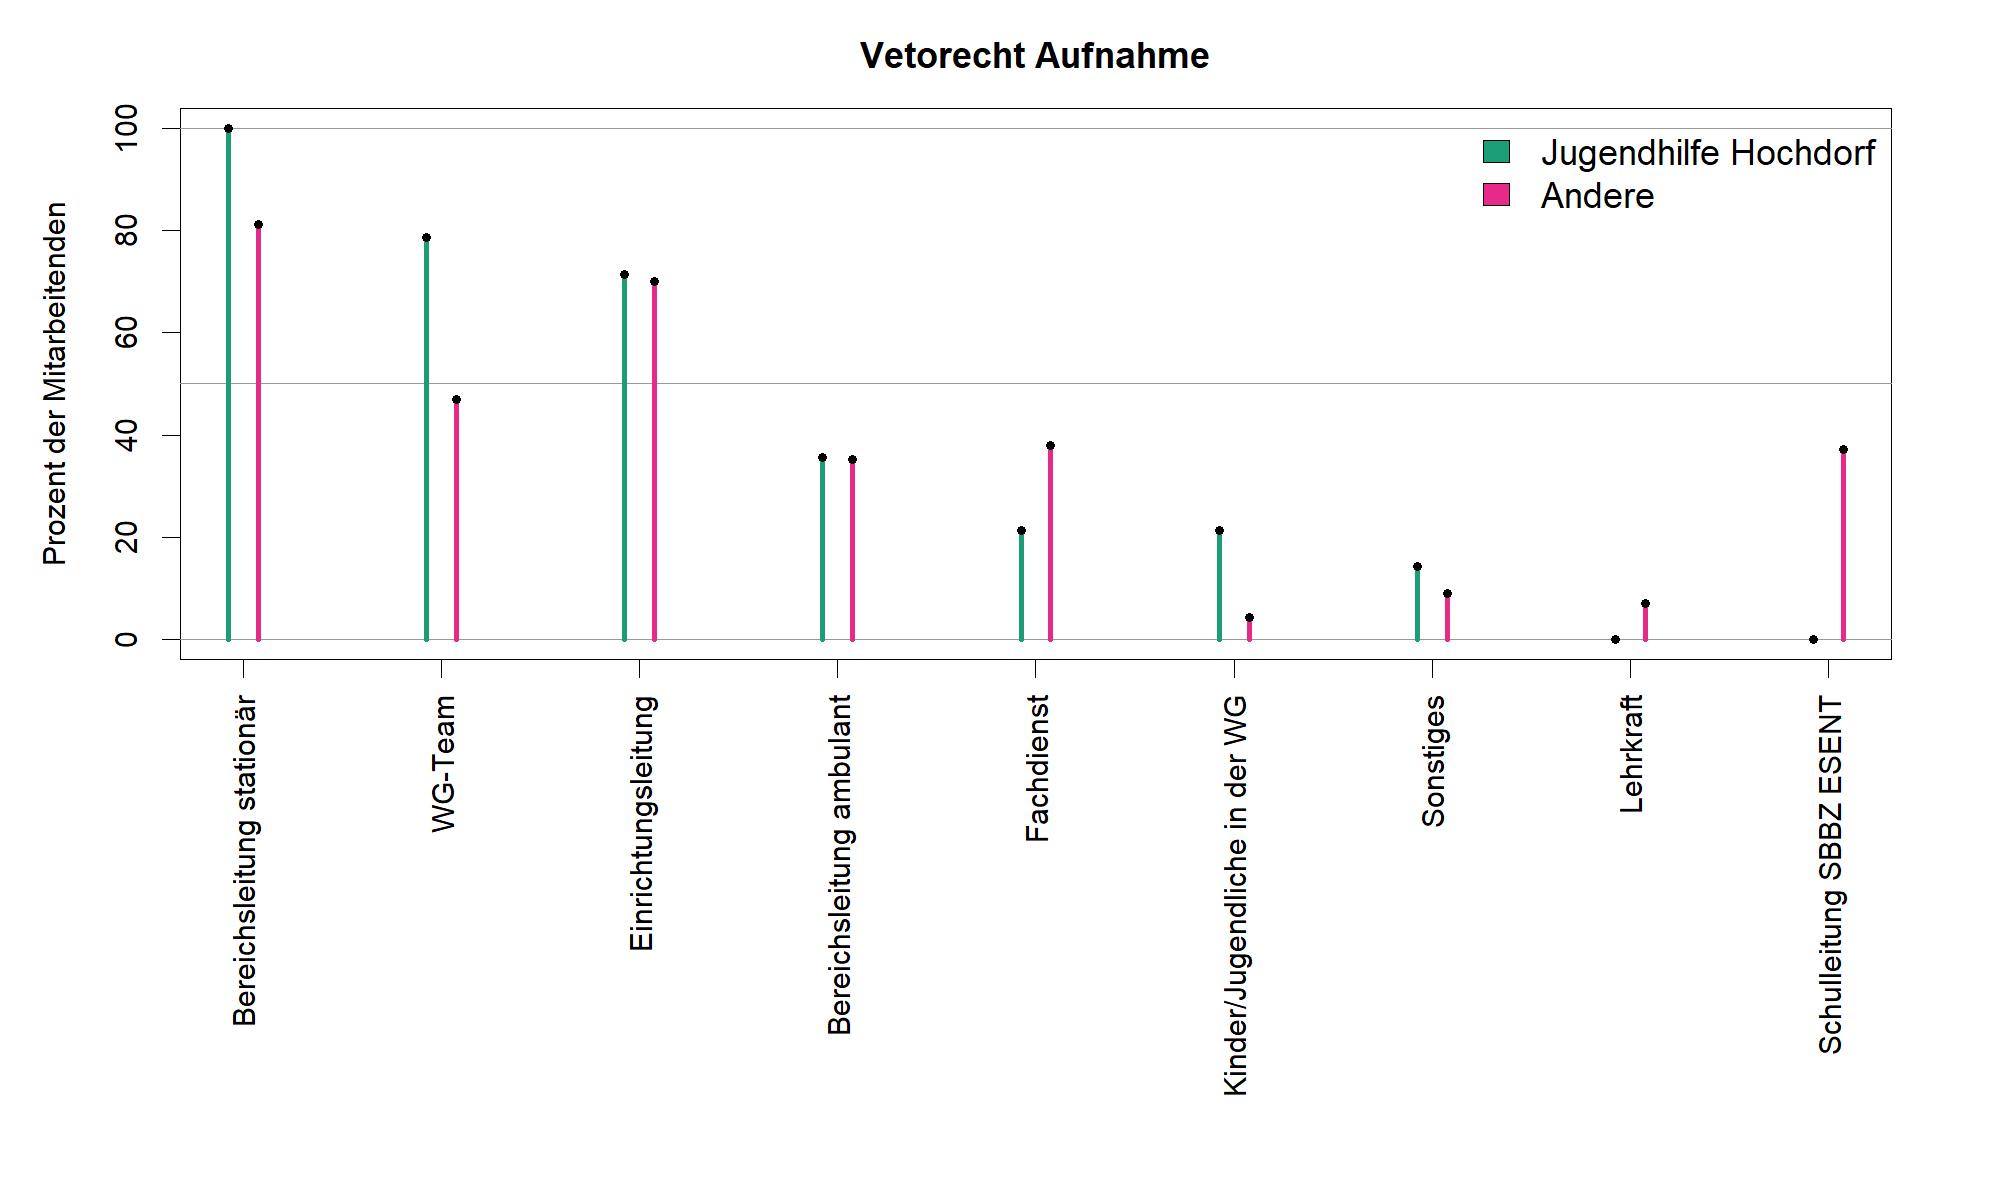 Vetorecht Aufnahme
Prozent der Mitarbeitenden
100
80
60
40
20
0
Jugendhilfe Hochdorf
Andere
Bereichsleitung stationär
WG-Team
Einrichtungsleitung
Bereichsleitung ambulant
Fachdienst
Kinder/Jugendliche in der WG
Sonstiges
Lehrkraft
Schulleitung SBBZ ESENT